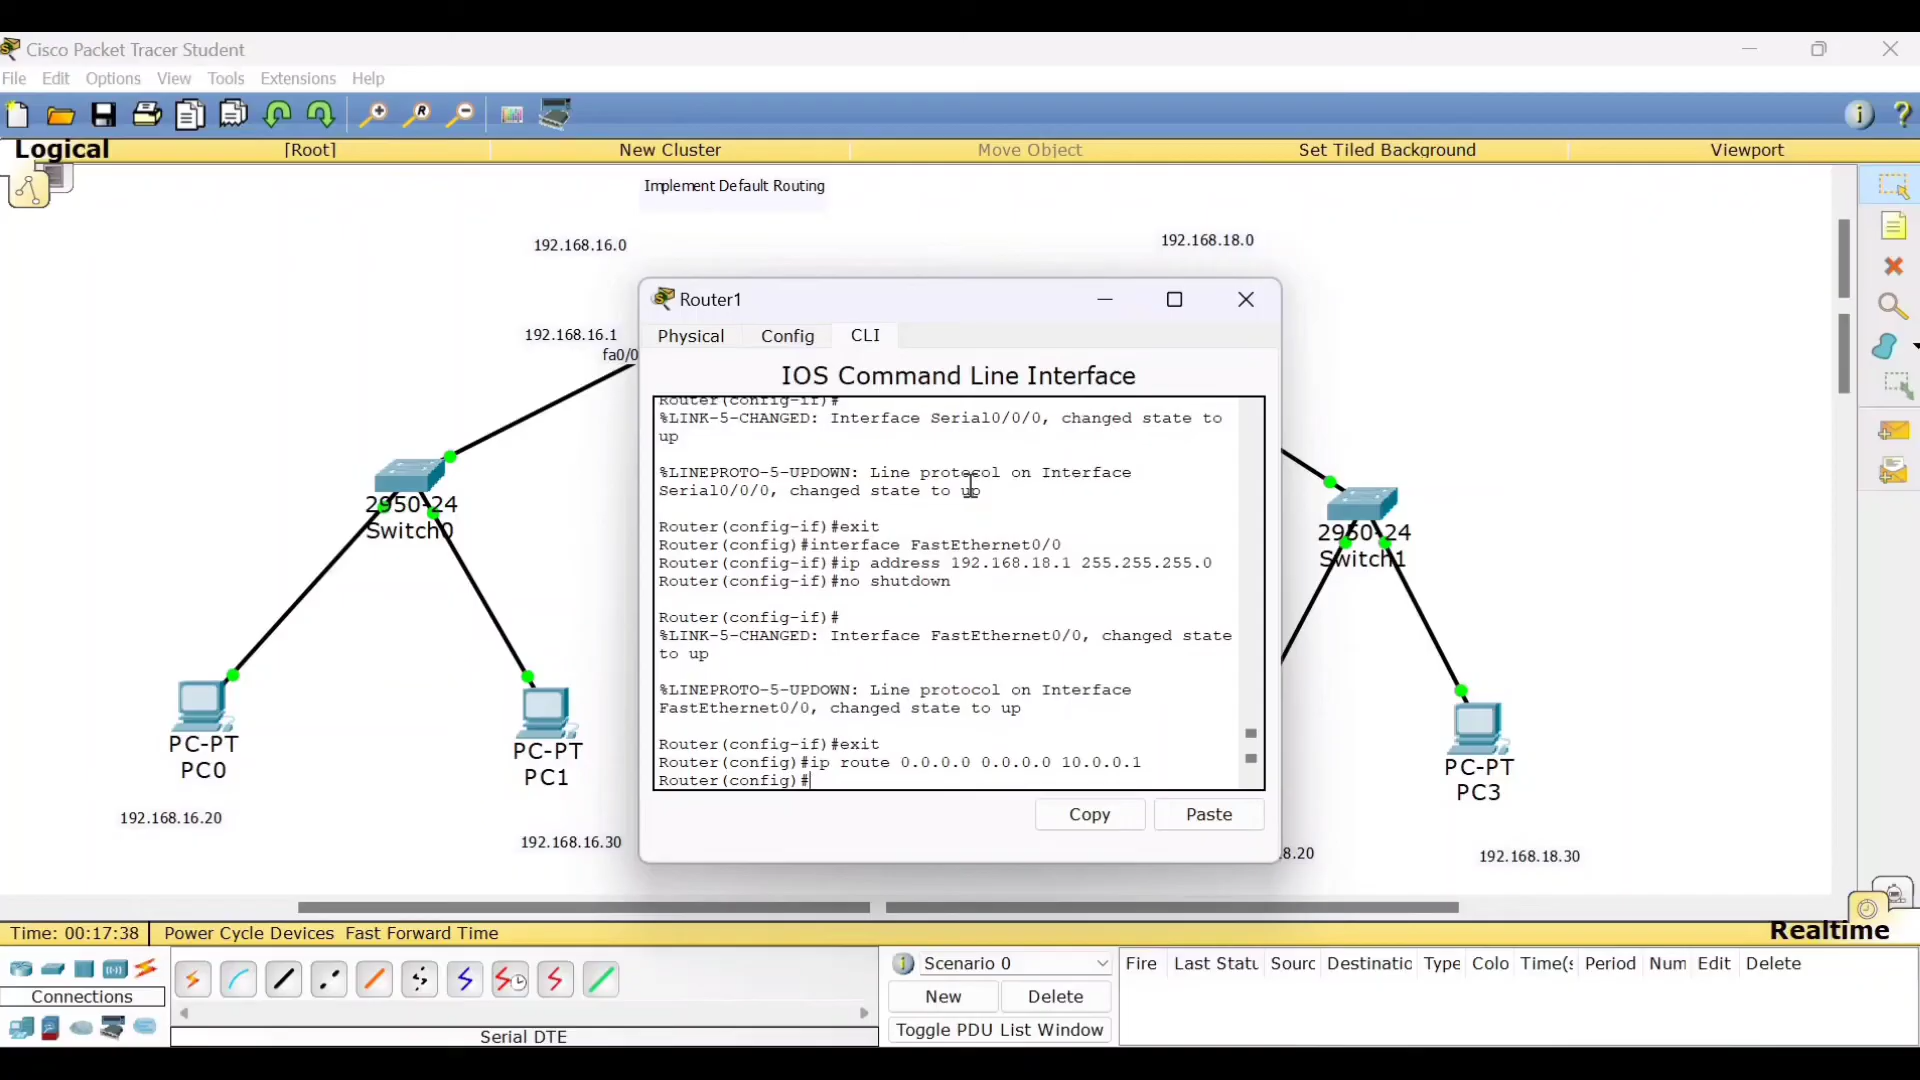 Cisco Packet Tracer Student
File Edit Options View Tools Extensions Help
Logical [Root] New Cluster Move Object Set Tiled Background Viewport
Implement Default Routing
192.168.16.0
192.168.18.0
192.168.16.1
fa0/0
Router1
Physical Config CLI
IOS Command Line Interface
Router(config-if)#
%LINK-5-CHANGED: Interface Serial0/0/0, changed state to
up
%LINEPROTO-5-UPDOWN: Line protocol on Interface
Serial0/0/0, changed state to up
Router(config-if)#exit
Router(config)#interface FastEthernet0/0
Router(config-if)#ip address 192.168.18.1 255.255.255.0
Router(config-if)#no shutdown
Router(config-if)#
%LINK-5-CHANGED: Interface FastEthernet0/0, changed state
to up
%LINEPROTO-5-UPDOWN: Line protocol on Interface
FastEthernet0/0, changed state to up
Router(config-if)#exit
Router(config)#ip route 0.0.0.0 0.0.0.0 10.0.0.1
Router(config)#
Copy Paste
2950-24
Switch0
2950-24
Switch1
PC-PT
PC0
PC-PT
PC1
PC-PT
PC3
192.168.16.20
192.168.16.30
8.20
192.168.18.30
Time: 00:17:38 Power Cycle Devices Fast Forward Time
Realtime
Connections
Serial DTE
Scenario 0
New Delete
Toggle PDU List Window
Fire Last Statu Sourc Destinatic Type Colo Time(s Period Num Edit Delete